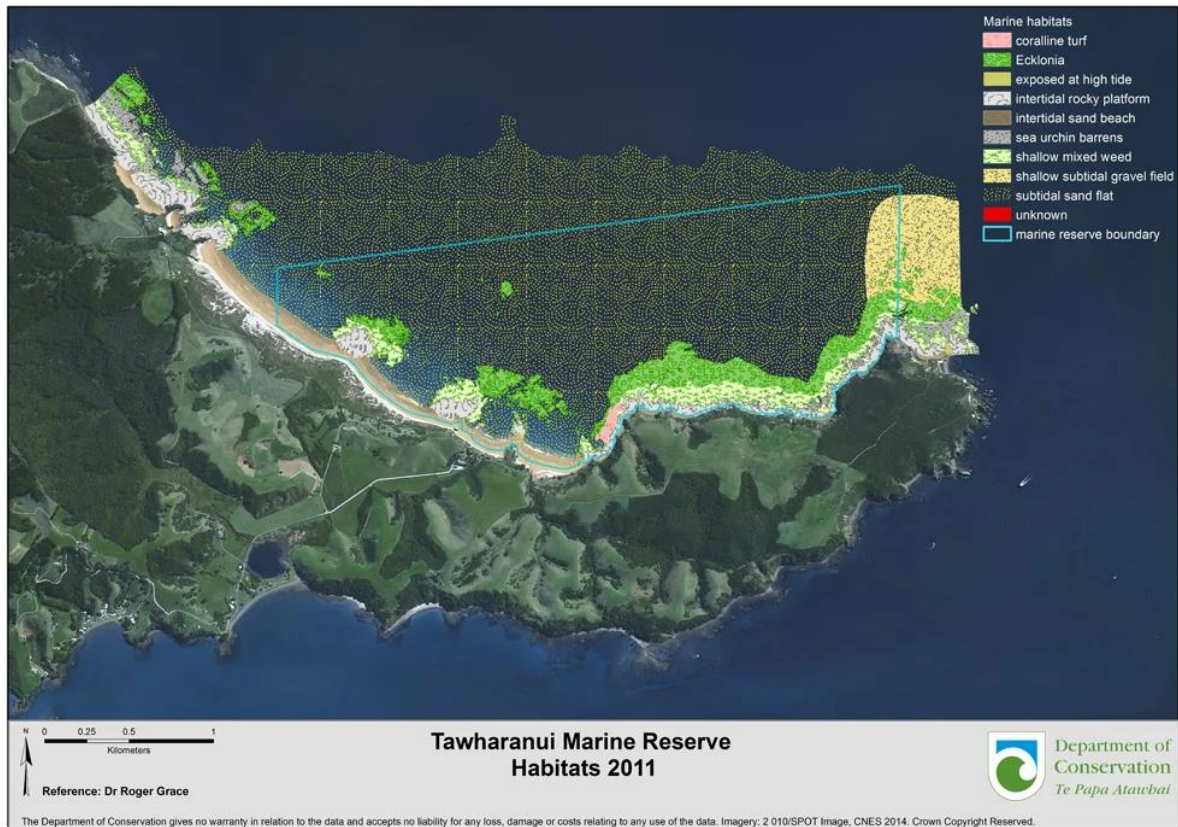 Marine habitats
coralline turf
Ecklonia
exposed at high tide
intertidal rocky platform
intertidal sand beach
sea urchin barrens
shallow mixed weed
shallow subtidal gravel field
subtidal sand flat
unknown
marine reserve boundary
N
0 0.25 0.5 1
Kilometers
Reference: Dr Roger Grace
Tawharanui Marine Reserve
Habitats 2011
Department of
Conservation
Te Papa Atawhai
The Department of Conservation gives no warranty in relation to the data and accepts no liability for any loss, damage or costs relating to any use of the data. Imagery: 2 010/SPOT Image, CNES 2014. Crown Copyright Reserved.